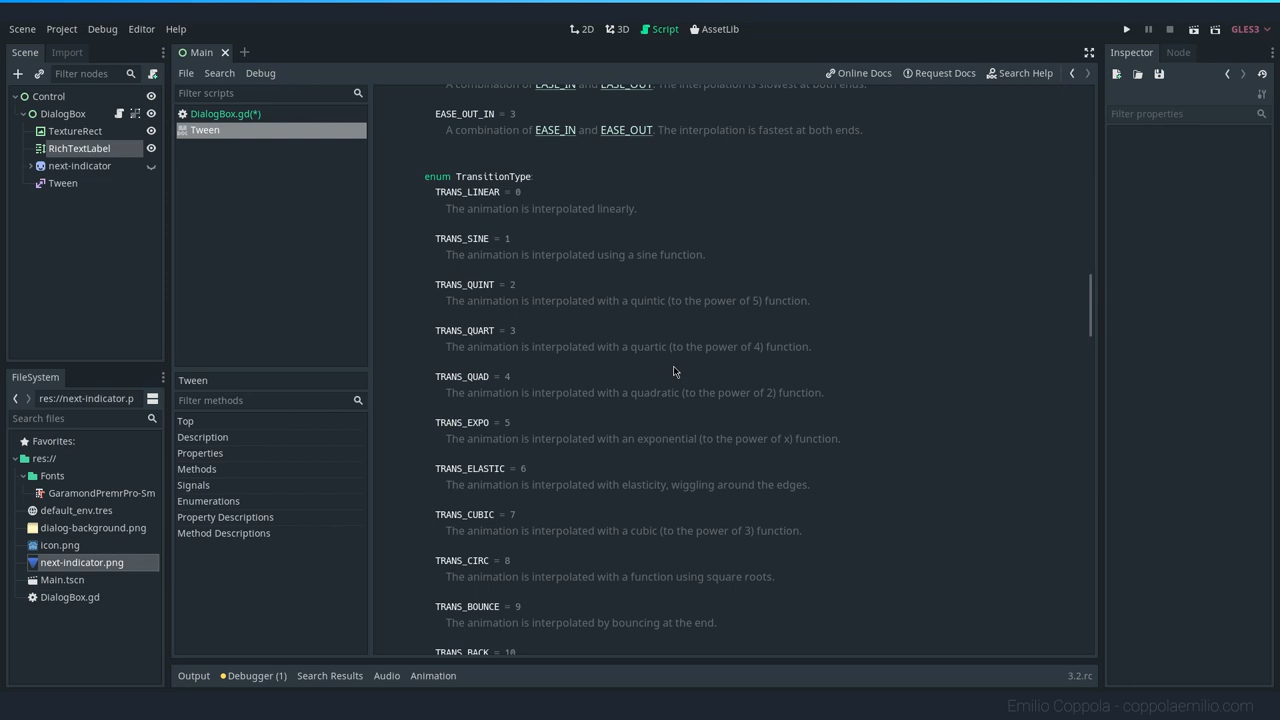 Scene Project Debug Editor Help
2D 3D Script AssetLib
GLES3
Scene Import
Filter nodes
Control
DialogBox
TextureRect
RichTextLabel
next-indicator
Tween
FileSystem
res://next-indicator.p
Search files
Favorites:
res://
Fonts
GaramondPremrPro-Sm
default_env.tres
dialog-background.png
icon.png
next-indicator.png
Main.tscn
DialogBox.gd
Main
File Search Debug
Online Docs Request Docs Search Help
Filter scripts
DialogBox.gd(*)
Tween
Tween
Filter methods
Top
Description
Properties
Methods
Signals
Enumerations
Property Descriptions
Method Descriptions
A combination of EASE_IN and EASE_OUT. The interpolation is slowest at both ends.
EASE_OUT_IN = 3
A combination of EASE_IN and EASE_OUT. The interpolation is fastest at both ends.
enum TransitionType:
TRANS_LINEAR = 0
The animation is interpolated linearly.
TRANS_SINE = 1
The animation is interpolated using a sine function.
TRANS_QUINT = 2
The animation is interpolated with a quintic (to the power of 5) function.
TRANS_QUART = 3
The animation is interpolated with a quartic (to the power of 4) function.
TRANS_QUAD = 4
The animation is interpolated with a quadratic (to the power of 2) function.
TRANS_EXPO = 5
The animation is interpolated with an exponential (to the power of x) function.
TRANS_ELASTIC = 6
The animation is interpolated with elasticity, wiggling around the edges.
TRANS_CUBIC = 7
The animation is interpolated with a cubic (to the power of 3) function.
TRANS_CIRC = 8
The animation is interpolated with a function using square roots.
TRANS_BOUNCE = 9
The animation is interpolated by bouncing at the end.
TRANS_BACK = 10
Output Debugger (1) Search Results Audio Animation
3.2.rc
Inspector Node
Filter properties
Emilio Coppola - coppolaemilio.com